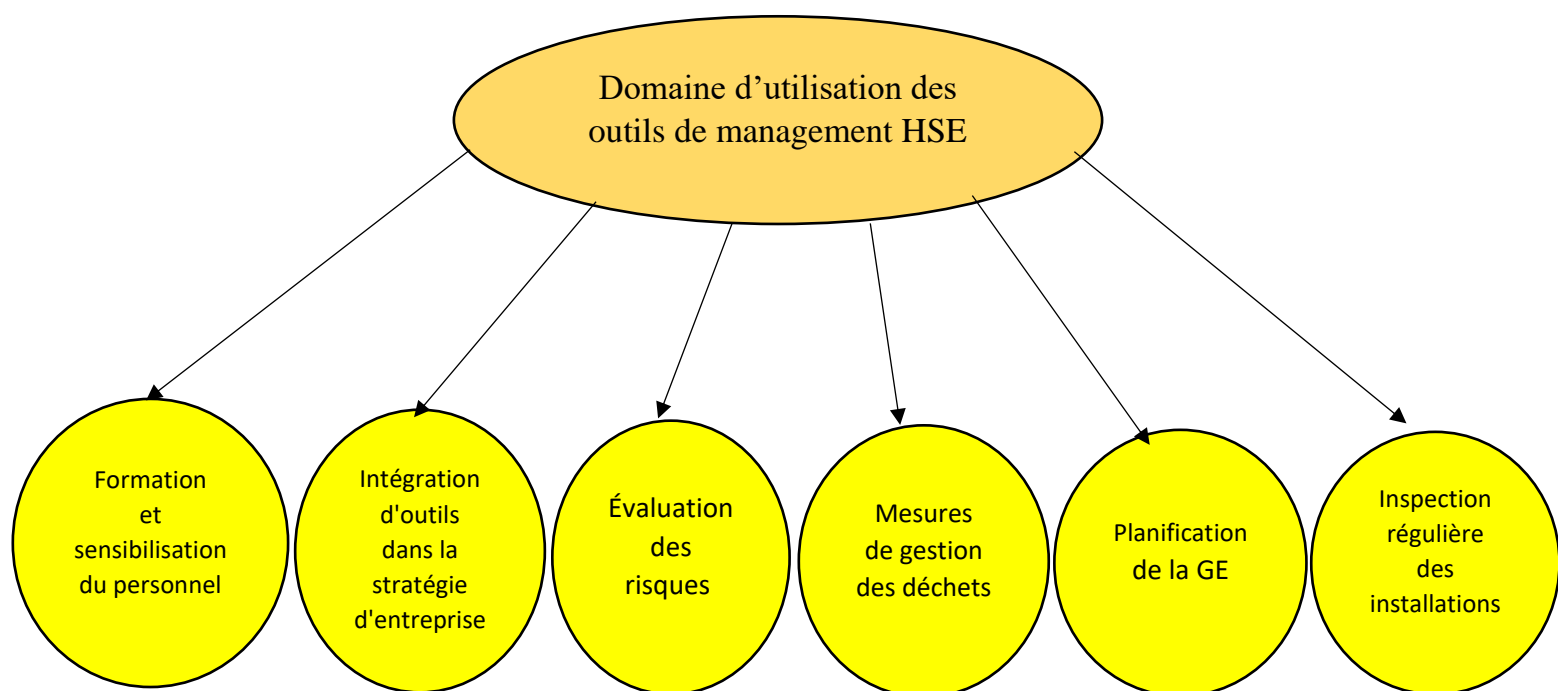 Domaine d’utilisation des
outils de management HSE
Formation
et
sensibilisation
du personnel
Intégration
d'outils
dans la
stratégie
d'entreprise
Évaluation
des
risques
Mesures
de gestion
des déchets
Planification
de la GE
Inspection
régulière
des
installations